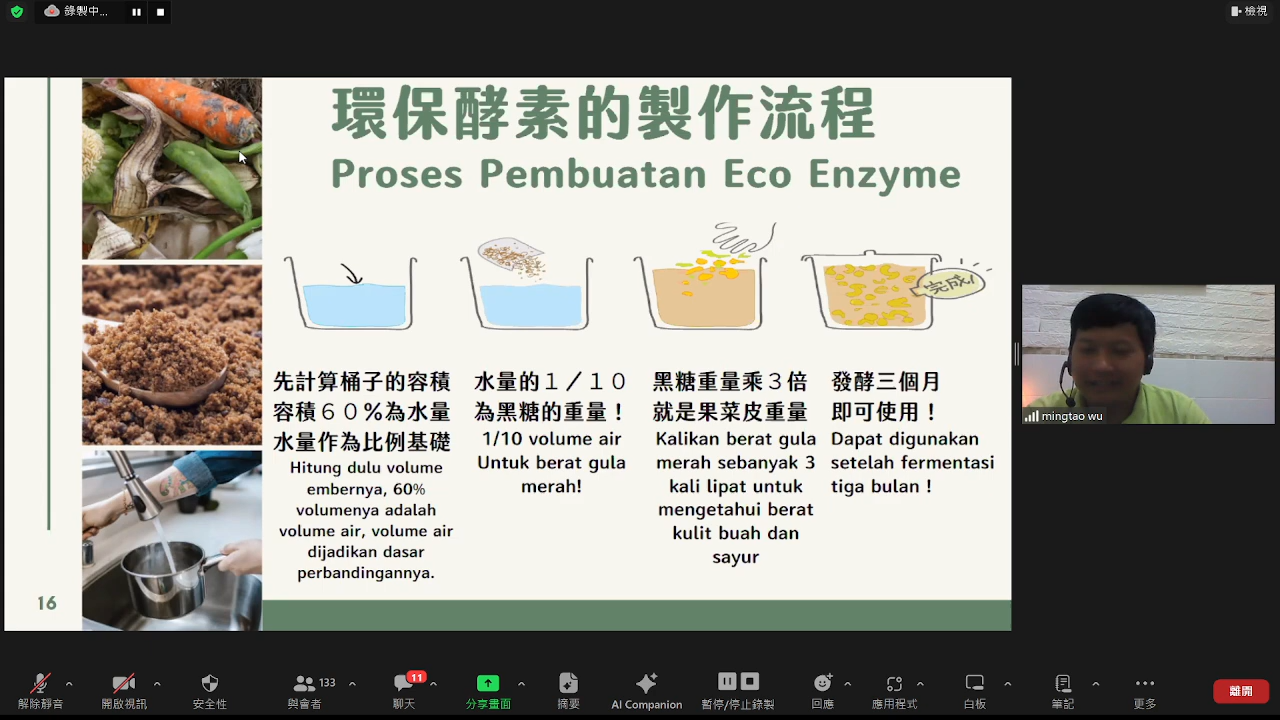 錄製中...
檢視
環保酵素的製作流程
Proses Pembuatan Eco Enzyme
完成!
先計算桶子的容積
容積６０％為水量
水量作為比例基礎
Hitung dulu volume
embernya, 60%
volumenya adalah
volume air, volume air
dijadikan dasar
perbandingannya.
水量的１／１０
為黑糖的重量！
1/10 volume air
Untuk berat gula
merah!
黑糖重量乘３倍
就是果菜皮重量
Kalikan berat gula
merah sebanyak 3
kali lipat untuk
mengetahui berat
kulit buah dan
sayur
發酵三個月
即可使用！
Dapat digunakan
setelah fermentasi
tiga bulan !
16
mingtao wu
解除靜音
開啟視訊
安全性
133
與會者
11
聊天
分享畫面
摘要
AI Companion
暫停/停止錄製
回應
應用程式
白板
筆記
更多
離開